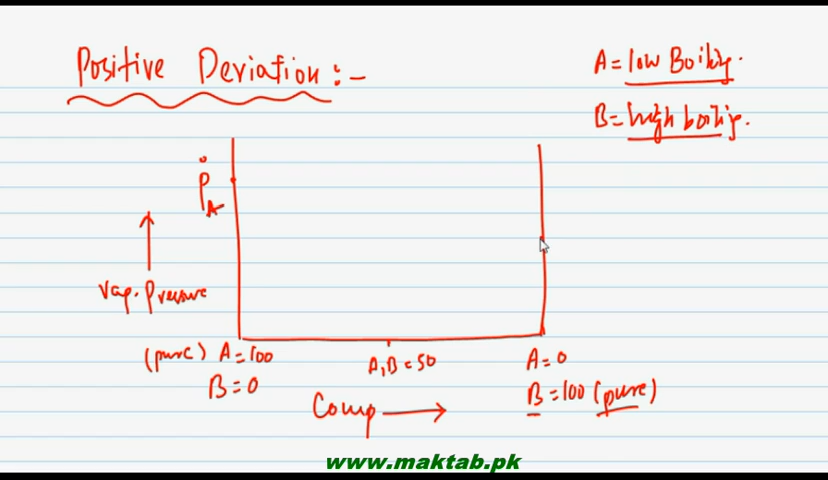 Positive Deviation :-
A = low Boiling.
B = high boiling.
P°A
Vap. Pressure
(pure) A = 100
B = 0
A, B = 50
A = 0
B = 100 (pure)
Comp
www.maktab.pk